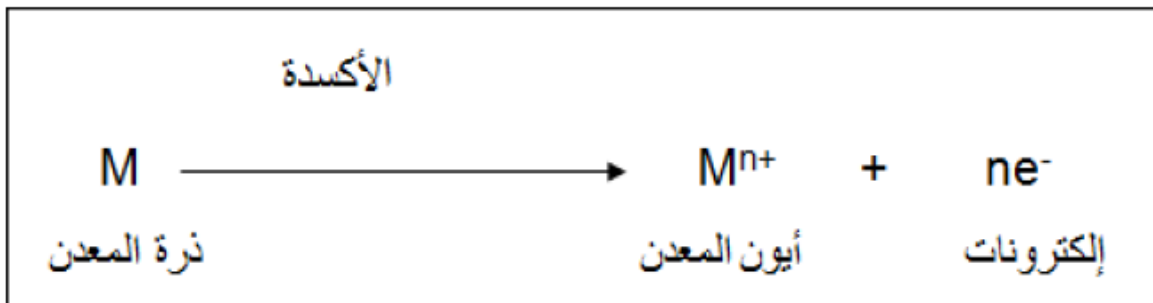 الأكسدة
M → Mⁿ⁺ + ne⁻
ذرة المعدن أيون المعدن إلكترونات